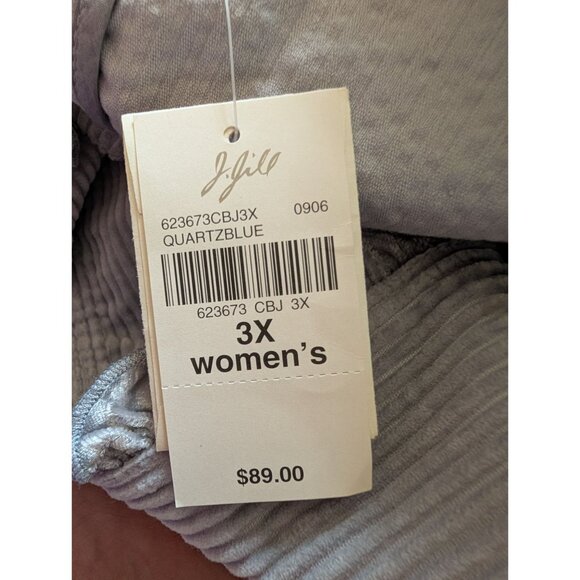 J.Jill
623673CBJ3X 0906
QUARTZBLUE
623673 CBJ 3X
3X
women's
$89.00